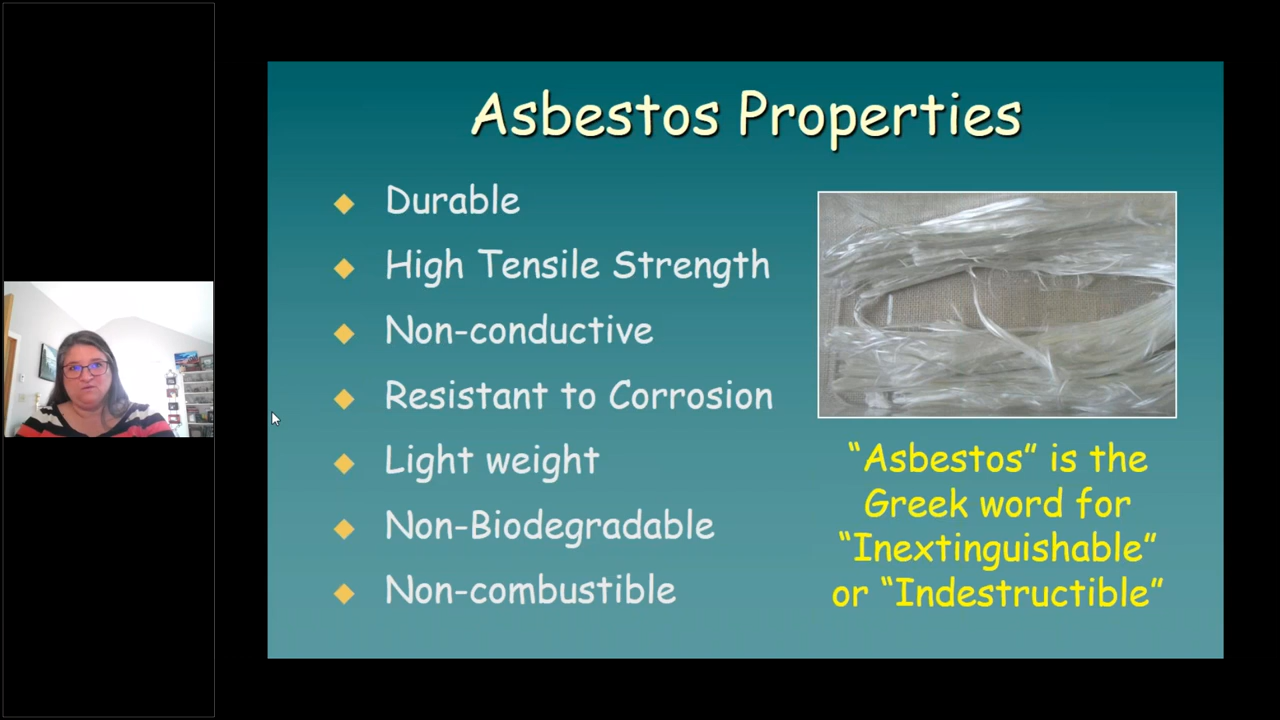 Asbestos Properties
Durable
High Tensile Strength
Non-conductive
Resistant to Corrosion
Light weight
Non-Biodegradable
Non-combustible
“Asbestos” is the
Greek word for
“Inextinguishable”
or “Indestructible”